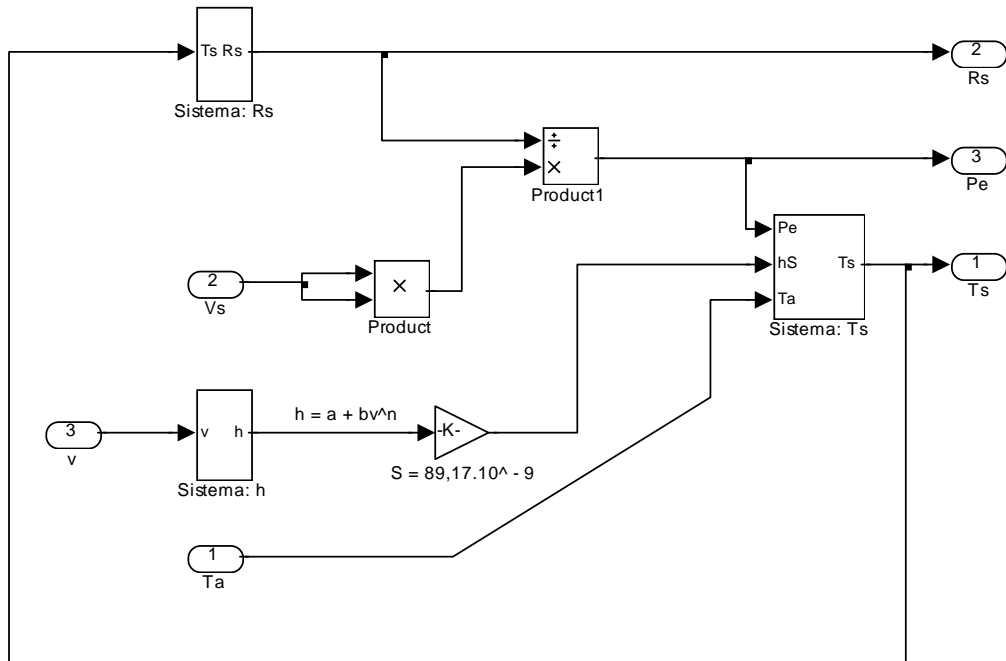 Ts Rs
Sistema: Rs
2
Rs
÷
×
Product1
3
Pe
2
Vs
×
Product
Pe
hS
Ta
Ts
Sistema: Ts
1
Ts
3
v
v h
Sistema: h
h = a + bv^n
-K-
S = 89,17.10^ - 9
1
Ta